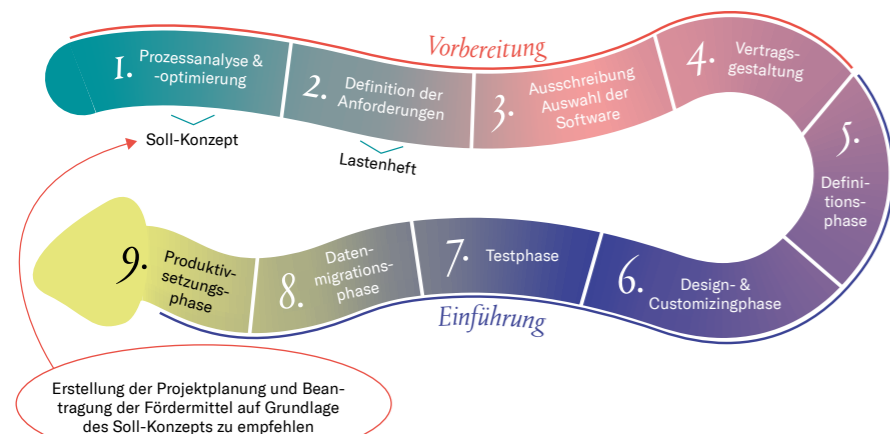 Vorbereitung
1. Prozessanalyse &
-optimierung
Soll-Konzept
2. Definition der
Anforderungen
Lastenheft
3. Ausschreibung
Auswahl der
Software
4. Vertrags-
gestaltung
5.
Defini-
tions-
phase
6. Design- &
Customizingphase
7. Testphase
8. Daten-
migrations-
phase
9. Produktiv-
setzungs-
phase
Einführung
Erstellung der Projektplanung und Bean-
tragung der Fördermittel auf Grundlage
des Soll-Konzepts zu empfehlen